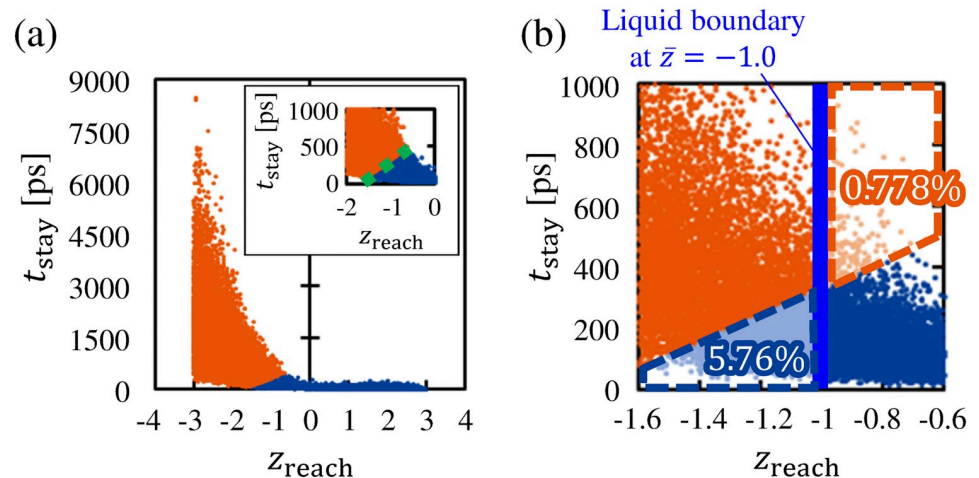 (a)
9000
7500
6000
4500
3000
1500
0
t_stay [ps]
-4 -3 -2 -1 0 1 2 3 4
z_reach
1000
500
0
t_stay [ps]
-2 -1 0
z_reach
(b)
Liquid boundary
at z̄ = −1.0
1000
800
600
400
200
0
t_stay [ps]
0.778%
5.76%
-1.6 -1.4 -1.2 -1 -0.8 -0.6
z_reach